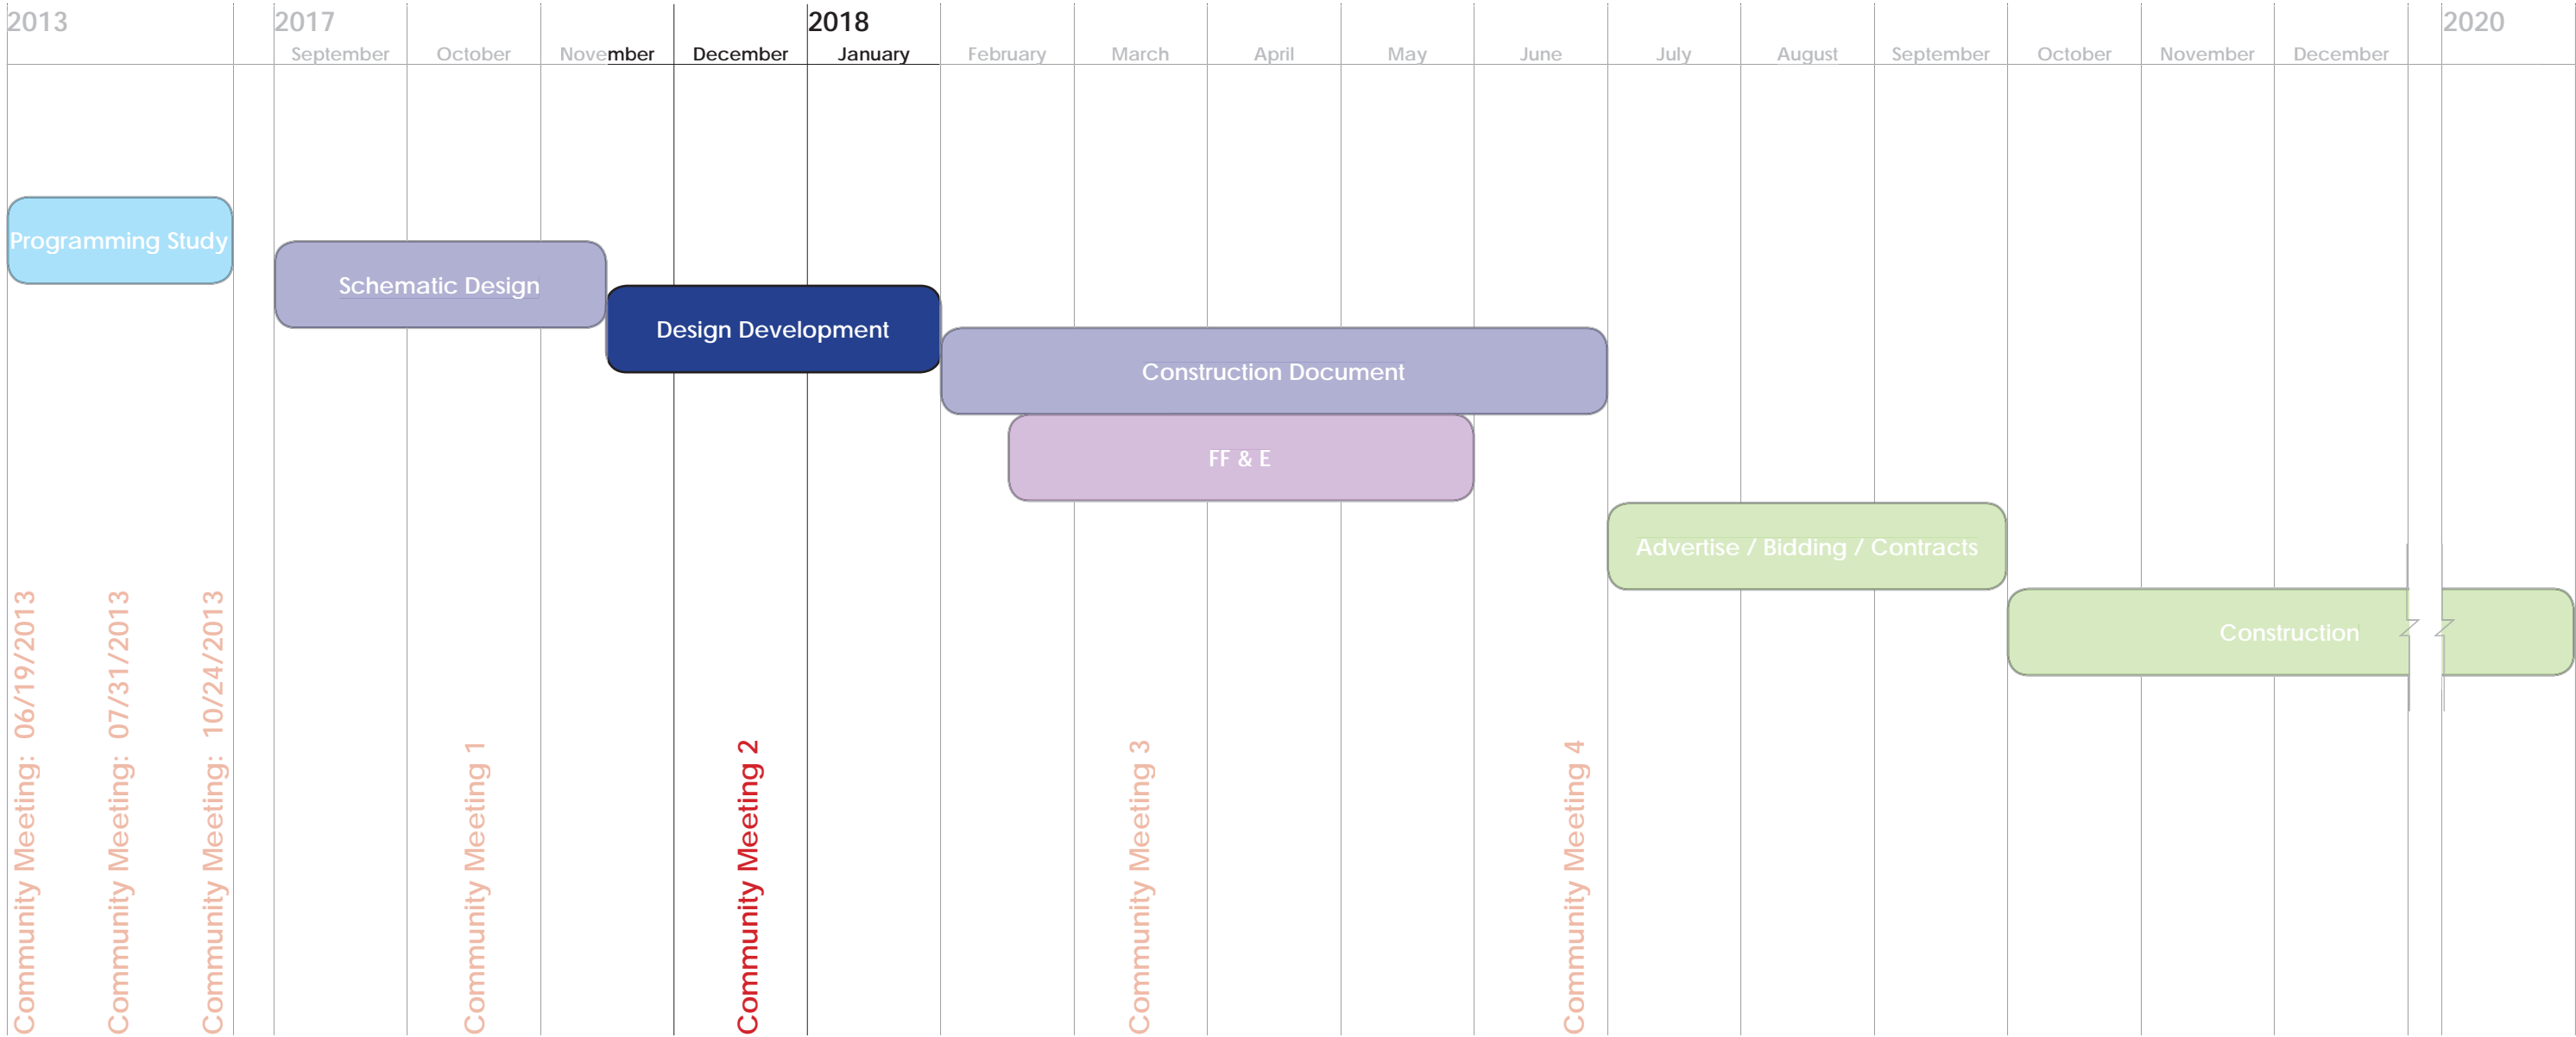 2013 2017 2018 2020
September October November December January February March April May June July August September October November December
Programming Study
Schematic Design
Design Development
Construction Document
FF & E
Advertise / Bidding / Contracts
Construction
Community Meeting: 06/19/2013
Community Meeting: 07/31/2013
Community Meeting: 10/24/2013
Community Meeting 1
Community Meeting 2
Community Meeting 3
Community Meeting 4